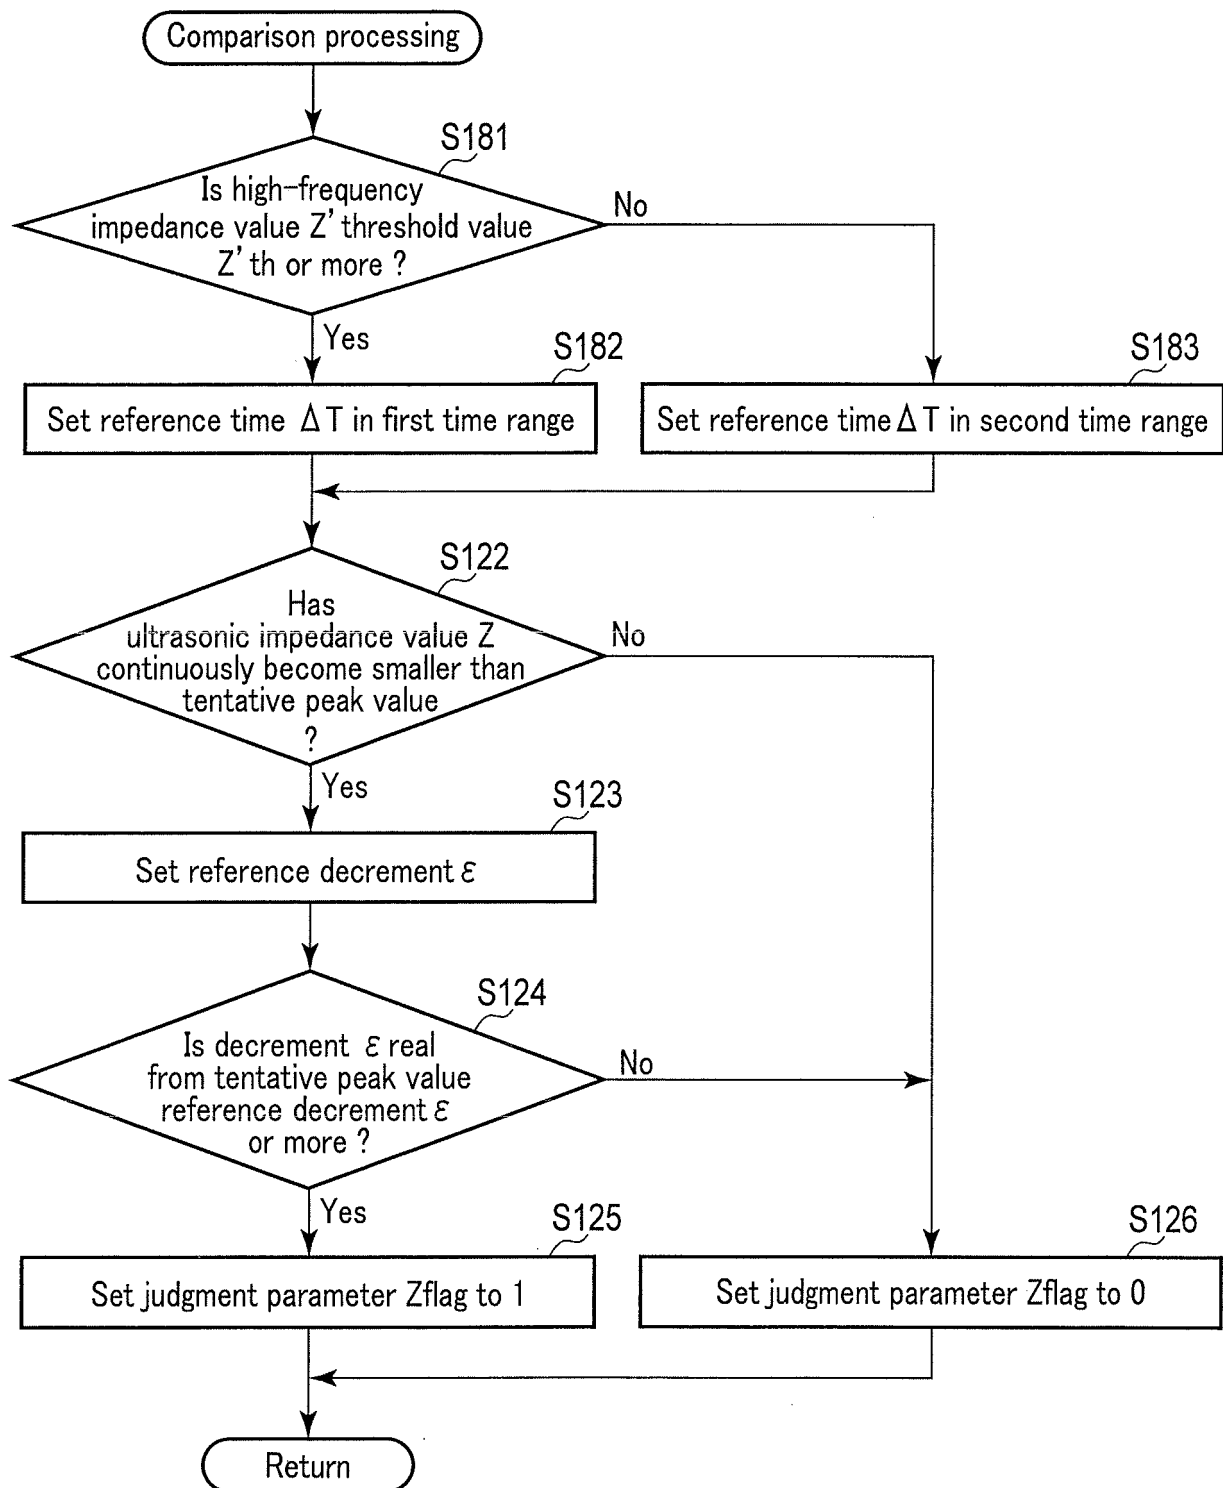 Comparison processing
S181
Is high-frequency
impedance value Z' threshold value
Z' th or more ?
No
Yes
S182
Set reference time ΔT in first time range
S183
Set reference time ΔT in second time range
S122
Has
ultrasonic impedance value Z
continuously become smaller than
tentative peak value
?
No
Yes
S123
Set reference decrement ε
S124
Is decrement ε real
from tentative peak value
reference decrement ε
or more ?
No
Yes
S125
Set judgment parameter Zflag to 1
S126
Set judgment parameter Zflag to 0
Return